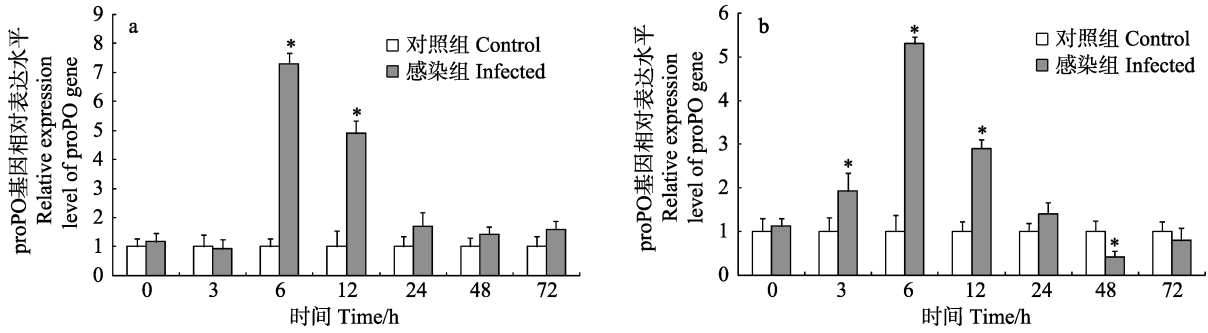 a
proPO基因相对表达水平
Relative expression
level of proPO gene
9
8
7
6
5
4
3
2
1
0
对照组 Control
感染组 Infected
*
*
0 3 6 12 24 48 72
时间 Time/h
b
proPO基因相对表达水平
Relative expression
level of proPO gene
6
5
4
3
2
1
0
对照组 Control
感染组 Infected
*
*
*
*
0 3 6 12 24 48 72
时间 Time/h